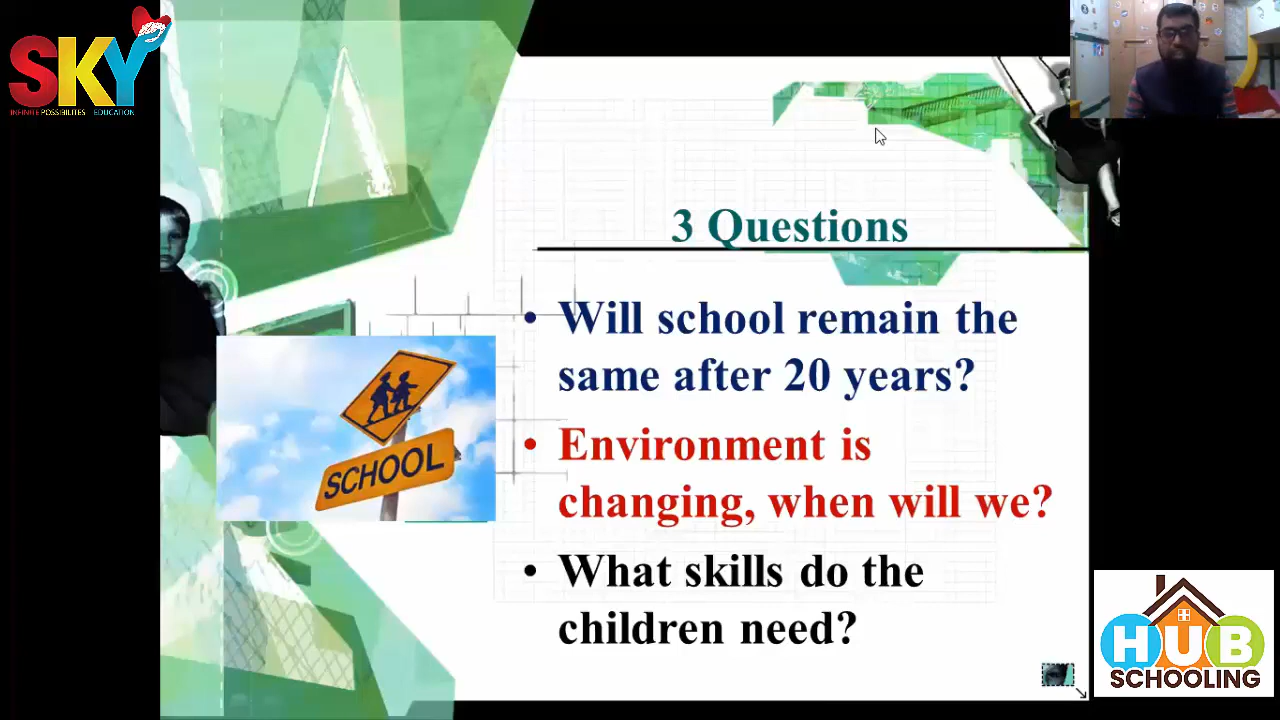 SKY
INFINITE POSSIBILITES EDUCATION
3 Questions
• Will school remain the
same after 20 years?
• Environment is
changing, when will we?
• What skills do the
children need?
SCHOOL
HUB
SCHOOLING